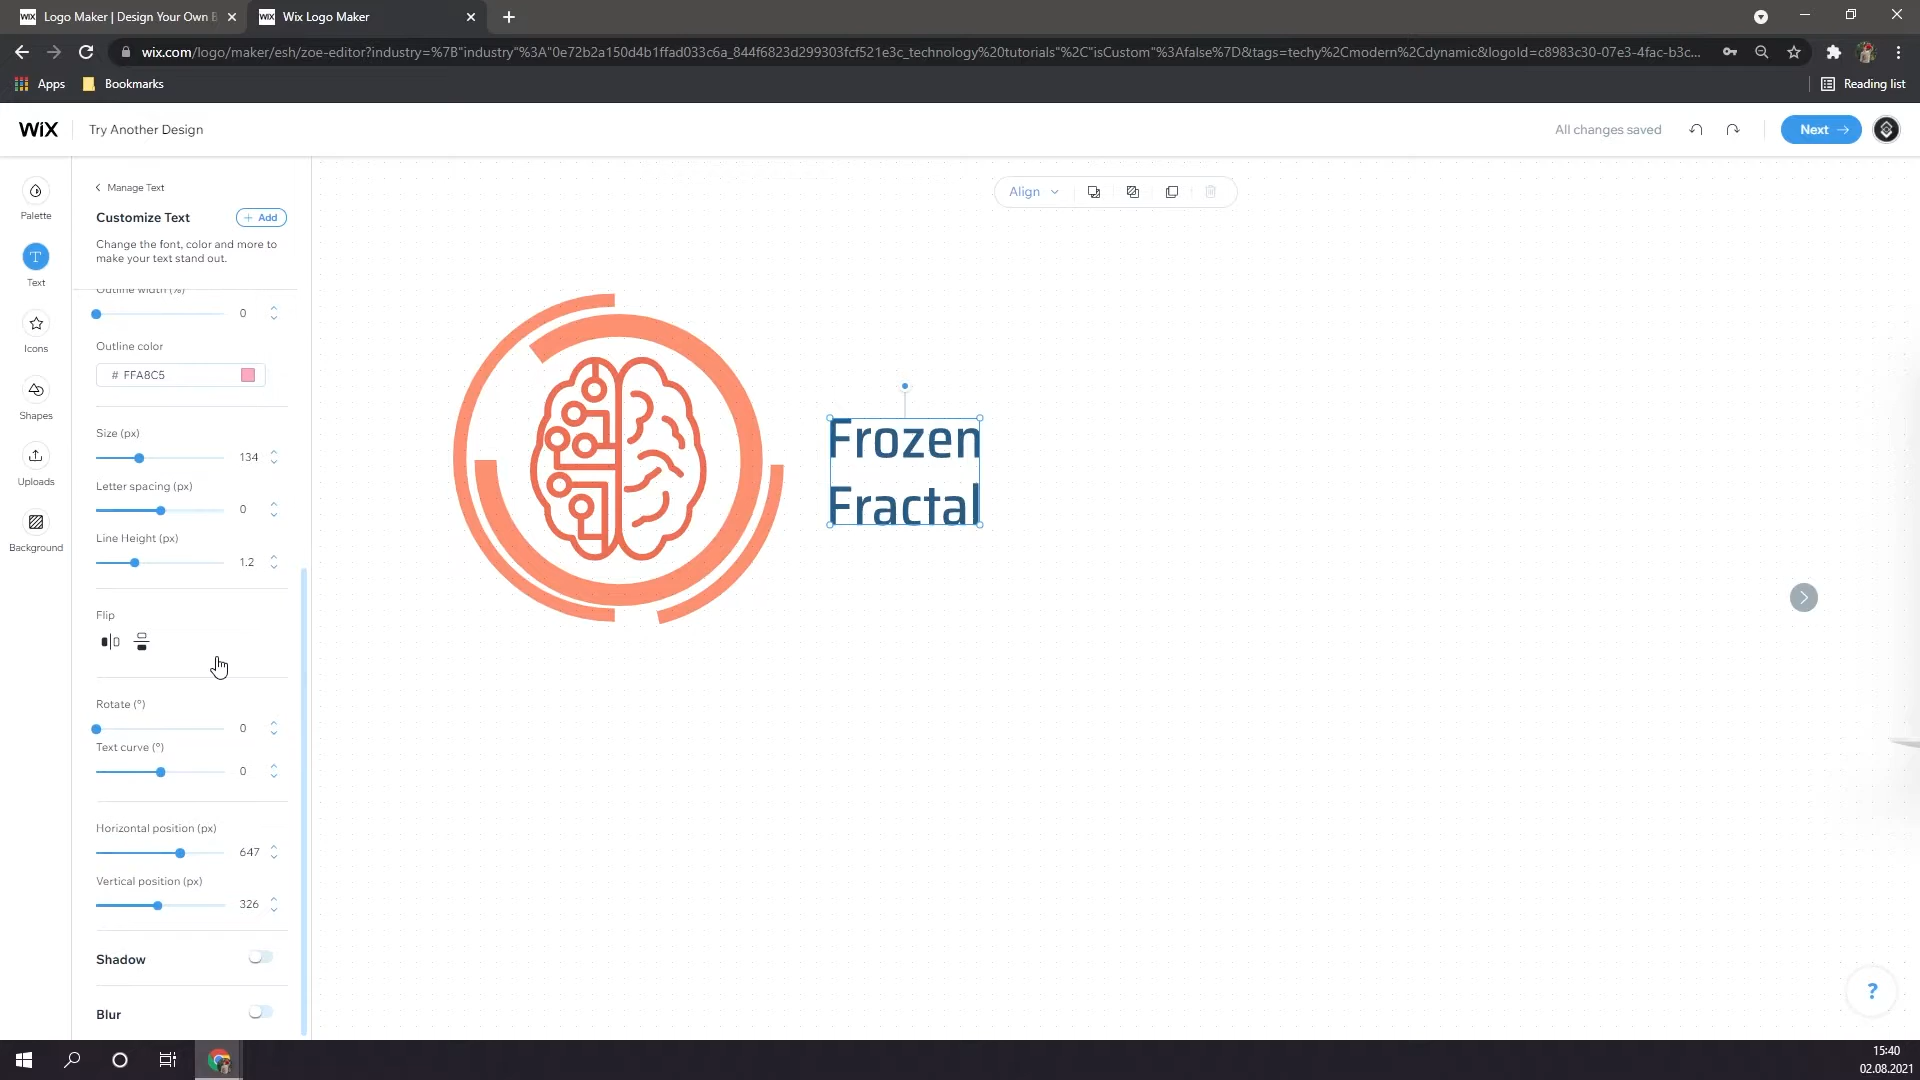 Logo Maker | Design Your Own B
Wix Logo Maker
wix.com/logo/maker/esh/zoe-editor?industry=%7B"industry"%3A"0e72b2a150d4b1ffad033c6a_844f6823d299303fcf521e3c_technology%20tutorials"%2C"isCustom"%3Afalse%7D&tags=techy%2Cmodern%2Cdynamic&logoId=c8983c30-07e3-4fac-b3c...
Apps
Bookmarks
Reading list
WIX
Try Another Design
All changes saved
Next
Palette
Text
Icons
Shapes
Uploads
Background
Manage Text
Customize Text
+ Add
Change the font, color and more to
make your text stand out.
Outline width (%)
0
Outline color
# FFA8C5
Size (px)
134
Letter spacing (px)
0
Line Height (px)
1.2
Flip
Rotate (°)
0
Text curve (°)
0
Horizontal position (px)
647
Vertical position (px)
326
Shadow
Blur
Align
Frozen
Fractal
?
15:40
02.08.2021